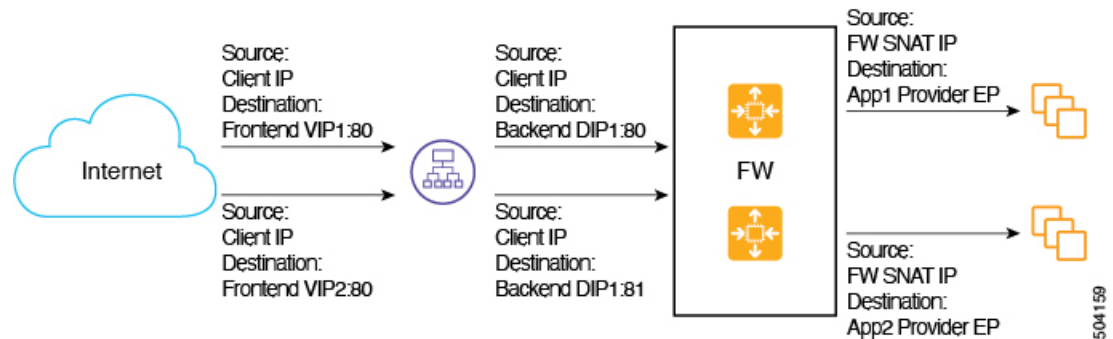 Source:
Client IP
Destination:
Frontend VIP1:80
Source:
Client IP
Destination:
Backend DIP1:80
Source:
FW SNAT IP
Destination:
App1 Provider EP
Internet
FW
Source:
Client IP
Destination:
Frontend VIP2:80
Source:
Client IP
Destination:
Backend DIP1:81
Source:
FW SNAT IP
Destination:
App2 Provider EP
504159